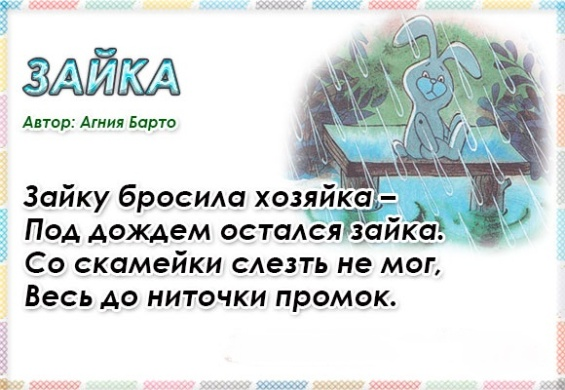 ЗАЙКА
Автор: Агния Барто
Зайку бросила хозяйка –
Под дождем остался зайка.
Со скамейки слезть не мог,
Весь до ниточки промок.